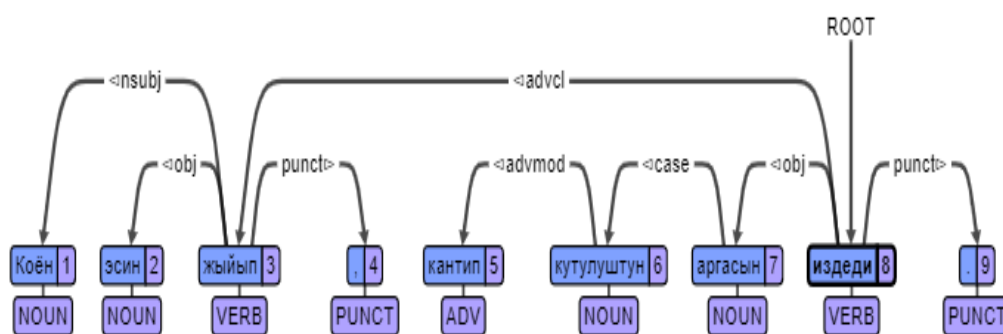 ROOT
◁nsubj ◁advcl
◁obj punct▷ ◁advmod ◁case ◁obj punct▷
Коён 1 эсин 2 жыйып 3 , 4 кантип 5 кутулуштун 6 аргасын 7 издеди 8 . 9
NOUN NOUN VERB PUNCT ADV NOUN NOUN VERB PUNCT